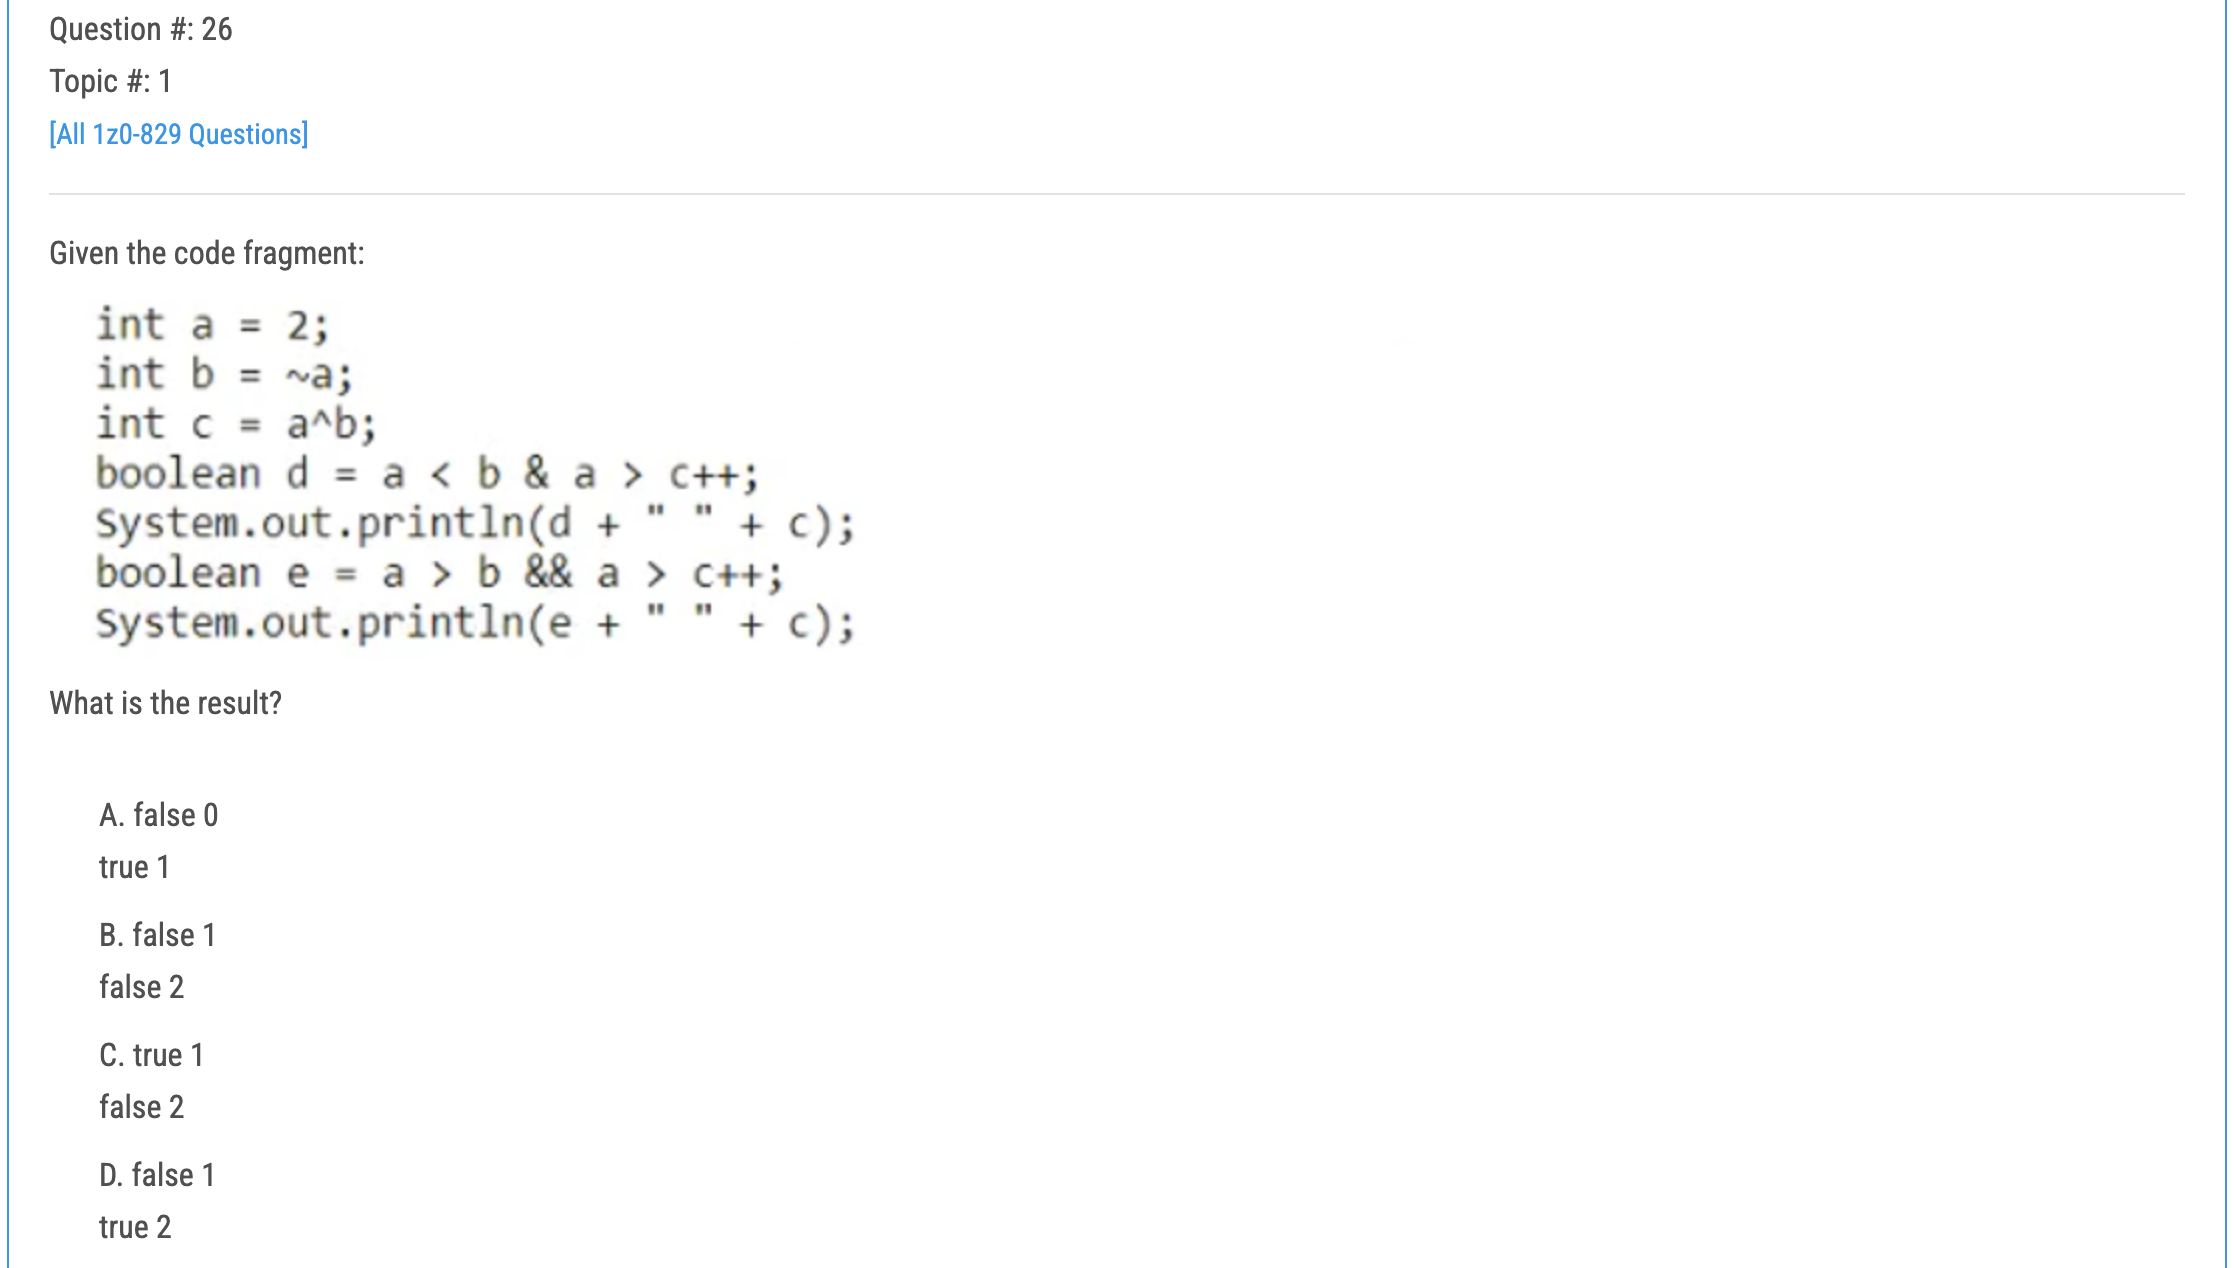 Question #: 26
Topic #: 1
[All 1z0-829 Questions]
Given the code fragment:
int a = 2;
int b = ~a;
int c = a^b;
boolean d = a < b & a > c++;
System.out.println(d + " " + c);
boolean e = a > b && a > c++;
System.out.println(e + " " + c);
What is the result?
A. false 0
true 1
B. false 1
false 2
C. true 1
false 2
D. false 1
true 2